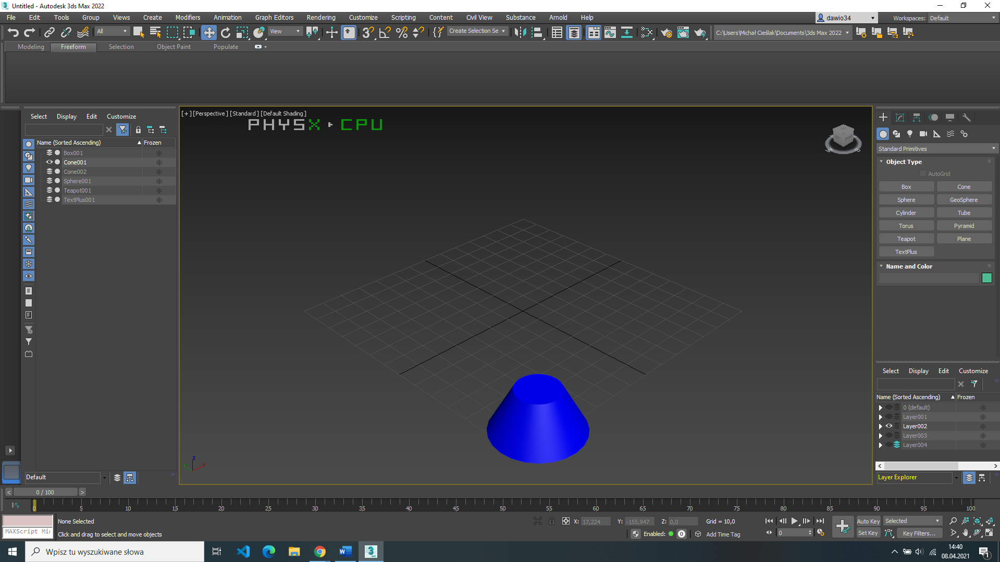 Untitled - Autodesk 3ds Max 2022
File Edit Tools Group Views Create Modifiers Animation Graph Editors Rendering Customize Scripting Content Civil View Substance Arnold Help
dawio34
Workspaces: Default
All
View
Create Selection Se
C:\Users\Michał Cieślak\Documents\3ds Max 2022
Modeling Freeform Selection Object Paint Populate
Select Display Edit Customize
Name (Sorted Ascending) Frozen
Box001
Cone001
Cone002
Sphere001
Teapot001
TextPlus001
Default
[+] [Perspective] [Standard] [Default Shading]
PHYSX CPU
z
y
x
Standard Primitives
Object Type
AutoGrid
Box Cone
Sphere GeoSphere
Cylinder Tube
Torus Pyramid
Teapot Plane
TextPlus
Name and Color
Select Display Edit Customize
Name (Sorted Ascending) Frozen
0 (default)
Layer001
Layer002
Layer003
Layer004
Layer Explorer
0 / 100
0 5 10 15 20 25 30 35 40 45 50 55 60 65 70 75 80 85 90 95 100
None Selected
X: 17,224 Y: -155,947 Z: 0,0 Grid = 10,0
Auto Key Selected
MAXScript Mi
Click and drag to select and move objects
Enabled: 0
Add Time Tag
0
Set Key Key Filters...
Wpisz tu wyszukiwane słowa
14:40
08.04.2021
1